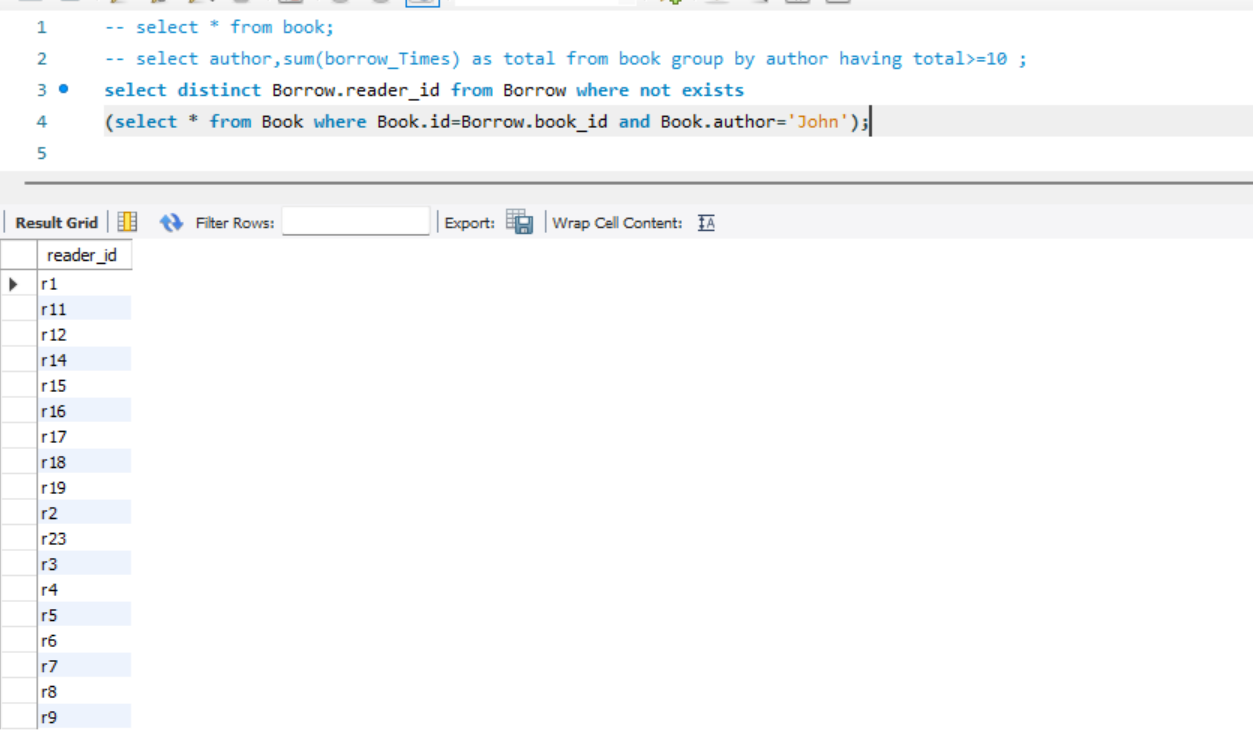 1 -- select * from book;
2 -- select author,sum(borrow_Times) as total from book group by author having total>=10 ;
3 select distinct Borrow.reader_id from Borrow where not exists
4 (select * from Book where Book.id=Borrow.book_id and Book.author='John');
5
Result Grid Filter Rows: Export: Wrap Cell Content: IA
reader_id
r1
r11
r12
r14
r15
r16
r17
r18
r19
r2
r23
r3
r4
r5
r6
r7
r8
r9